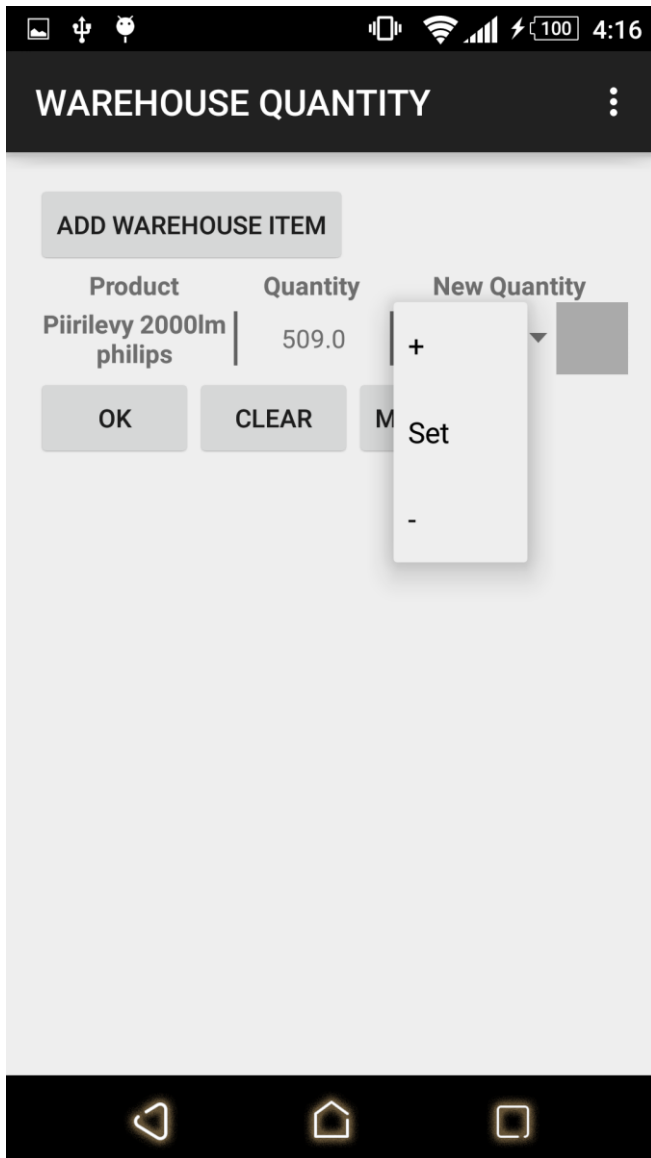 100 4:16
WAREHOUSE QUANTITY
ADD WAREHOUSE ITEM
Product Quantity New Quantity
Piirilevy 2000lm
philips
509.0
+
OK CLEAR M
Set
-